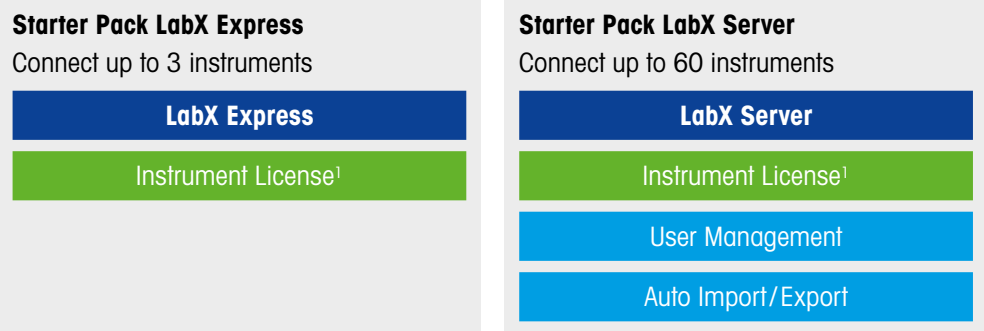 Starter Pack LabX Express
Connect up to 3 instruments
LabX Express
Instrument License¹
Starter Pack LabX Server
Connect up to 60 instruments
LabX Server
Instrument License¹
User Management
Auto Import/Export